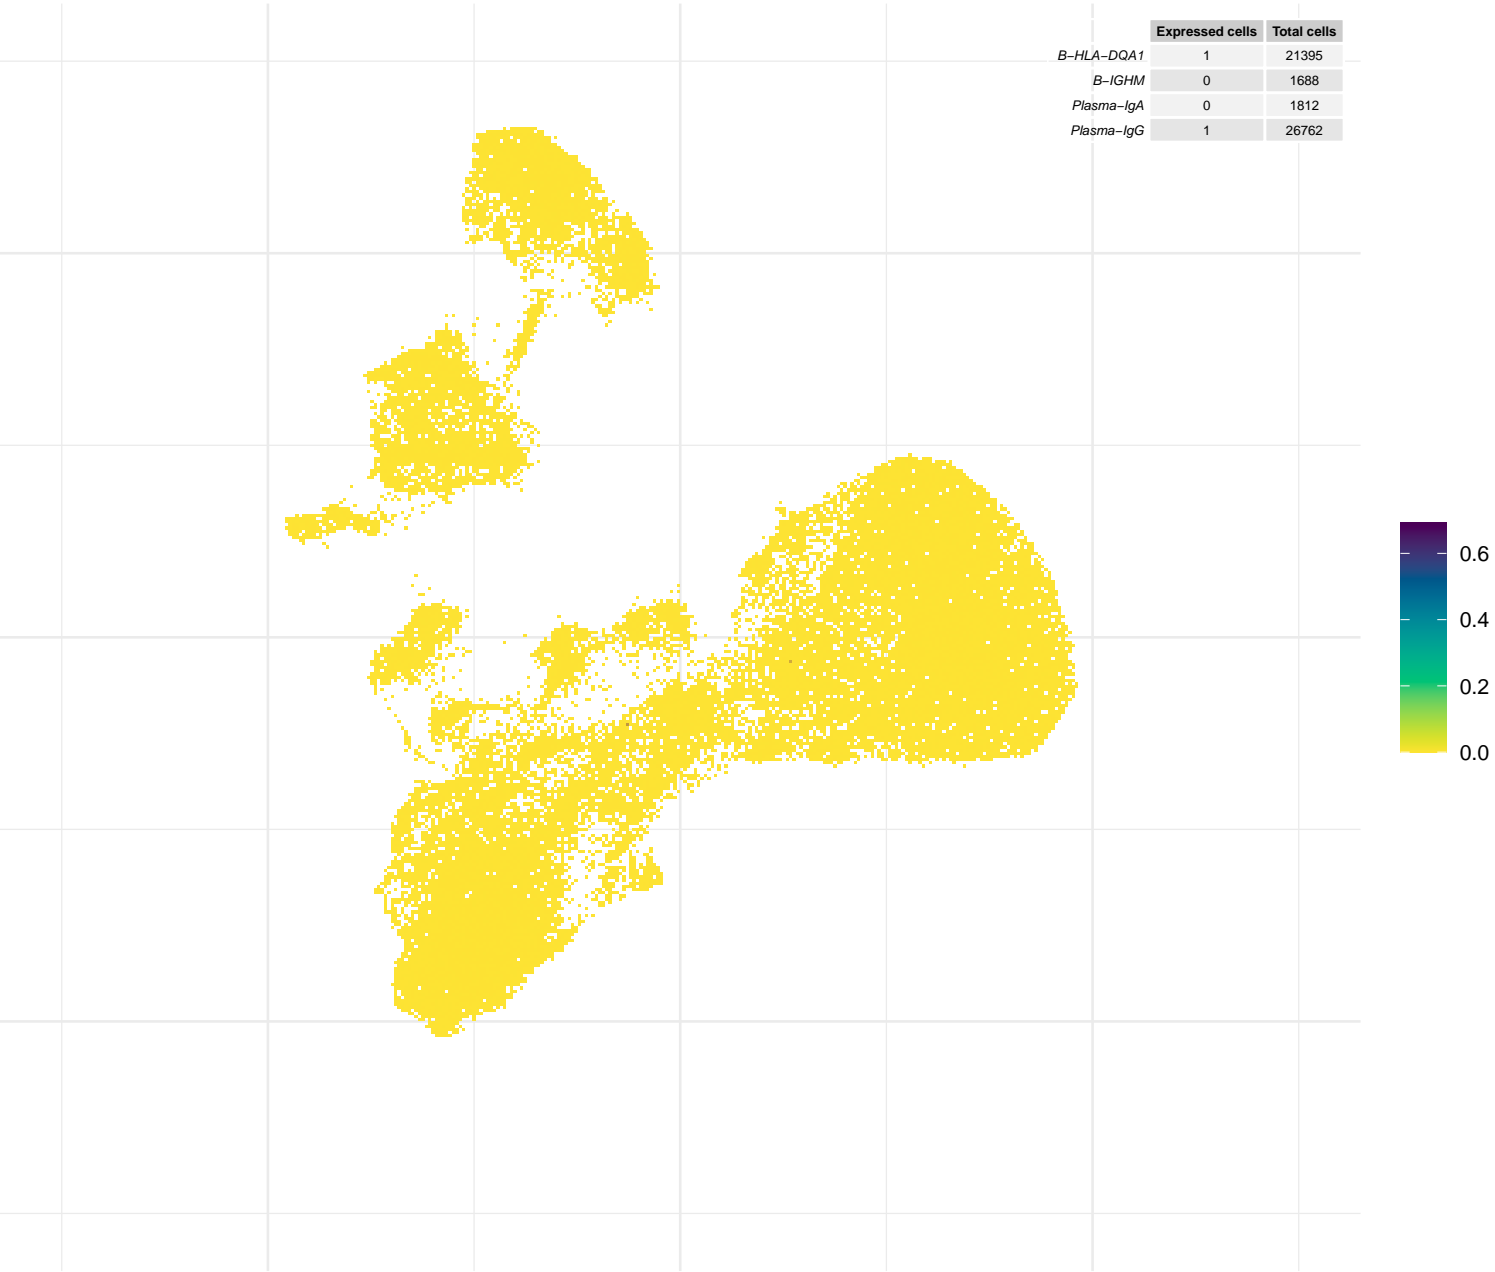 Expressed cells Total cells
B−HLA−DQA1 1 21395
B−IGHM 0 1688
Plasma−IgA 0 1812
Plasma−IgG 1 26762
0.6
0.4
0.2
0.0